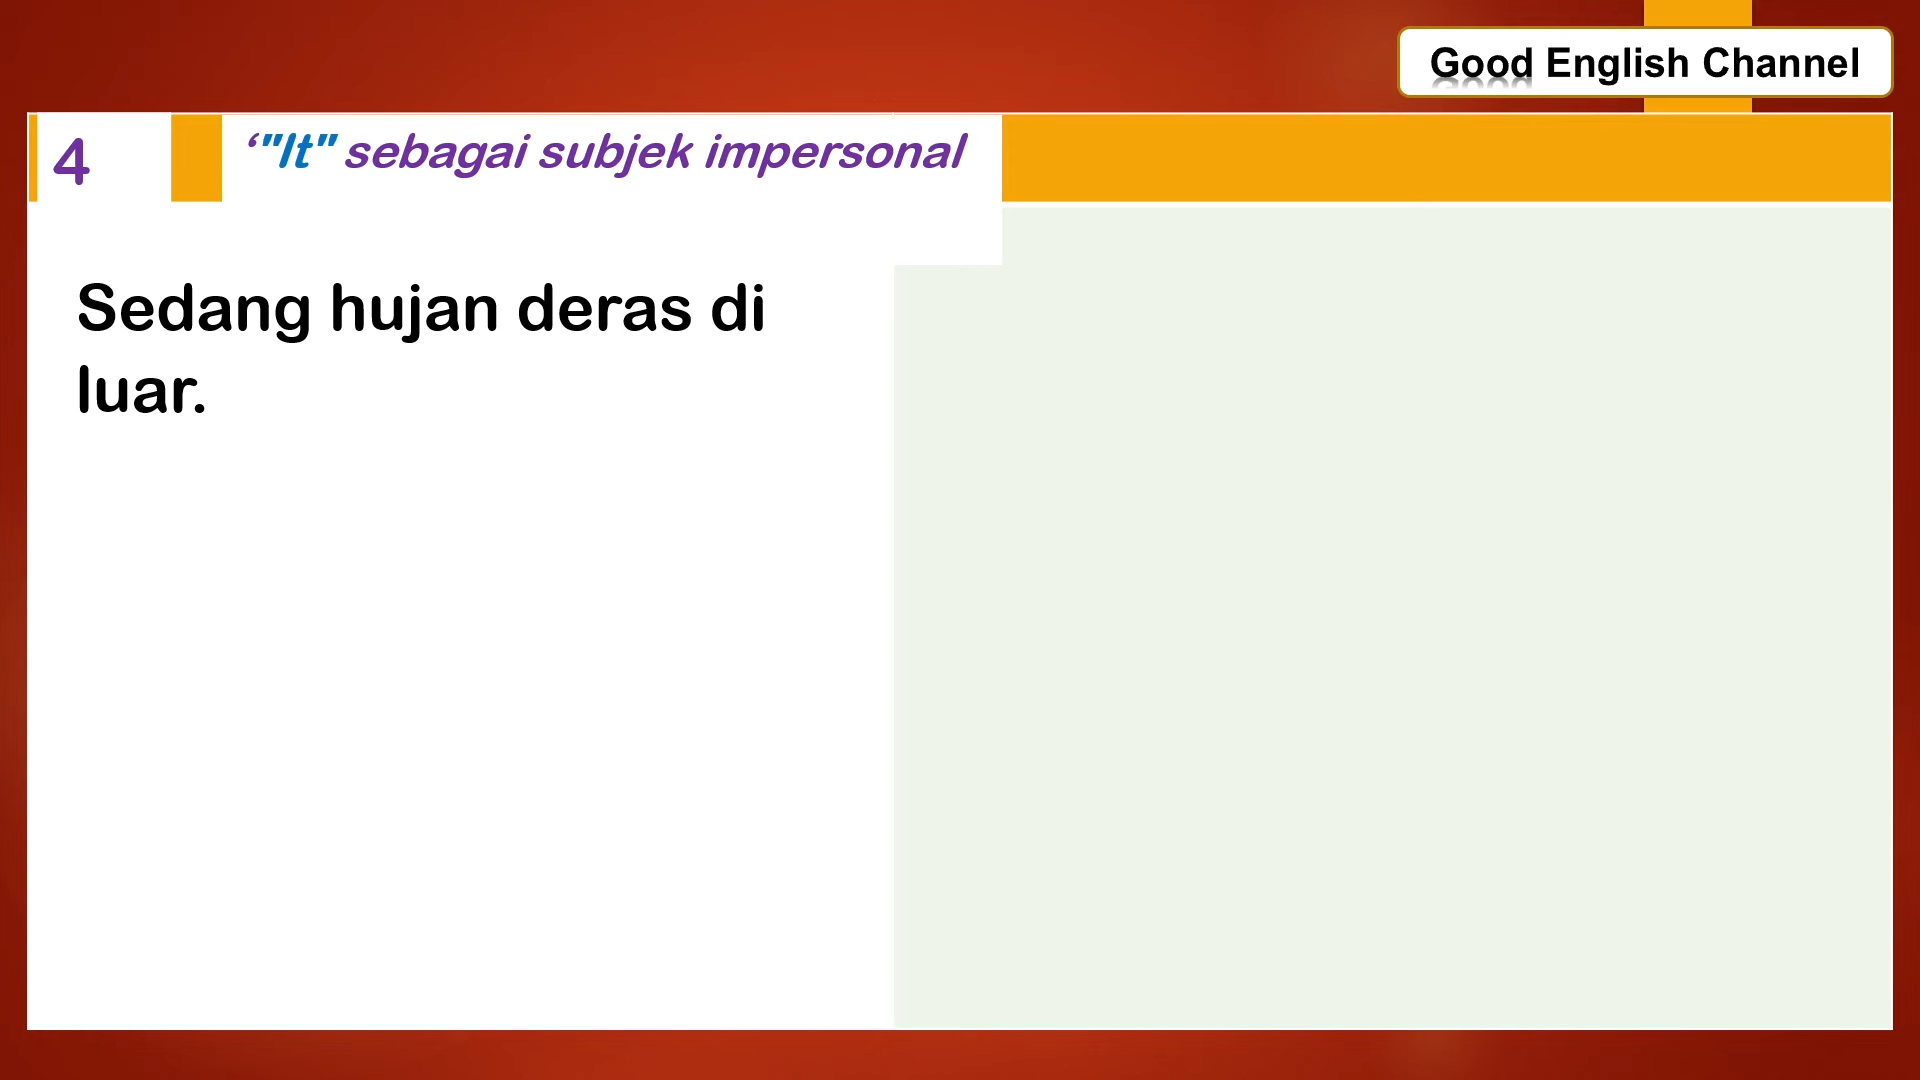 Good English Channel
4
‘"It" sebagai subjek impersonal
Sedang hujan deras di
luar.